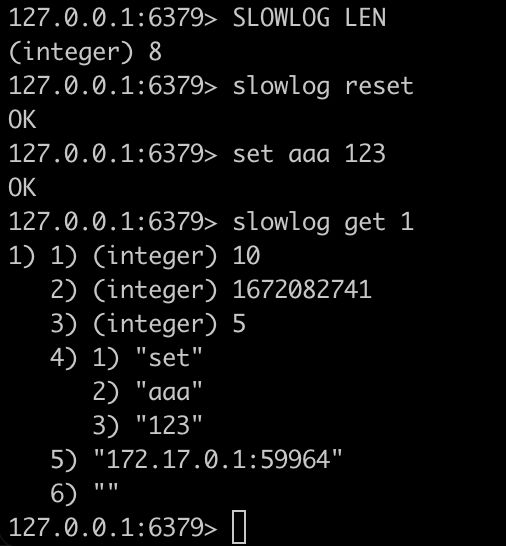 127.0.0.1:6379> SLOWLOG LEN
(integer) 8
127.0.0.1:6379> slowlog reset
OK
127.0.0.1:6379> set aaa 123
OK
127.0.0.1:6379> slowlog get 1
1) 1) (integer) 10
   2) (integer) 1672082741
   3) (integer) 5
   4) 1) "set"
      2) "aaa"
      3) "123"
   5) "172.17.0.1:59964"
   6) ""
127.0.0.1:6379>